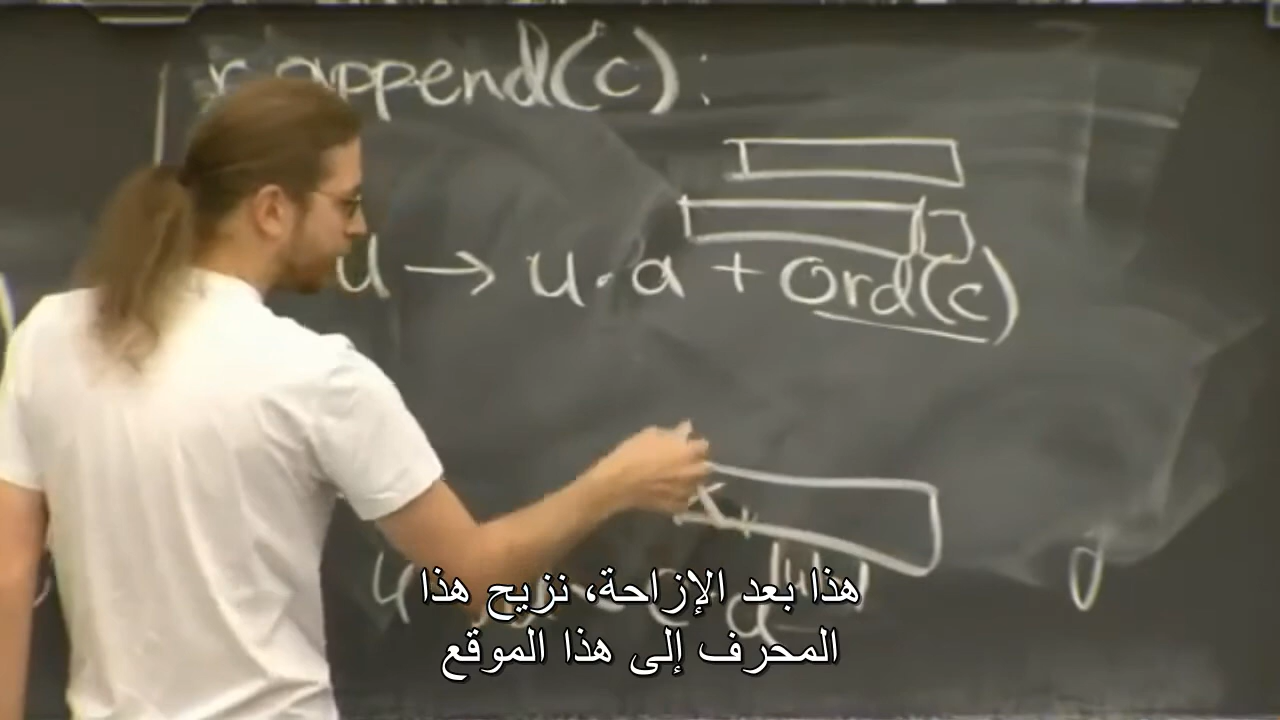 r.append(c):
u → u·a + ord(c)
هذا بعد الإزاحة، نزيح هذا
المحرف إلى هذا الموقع